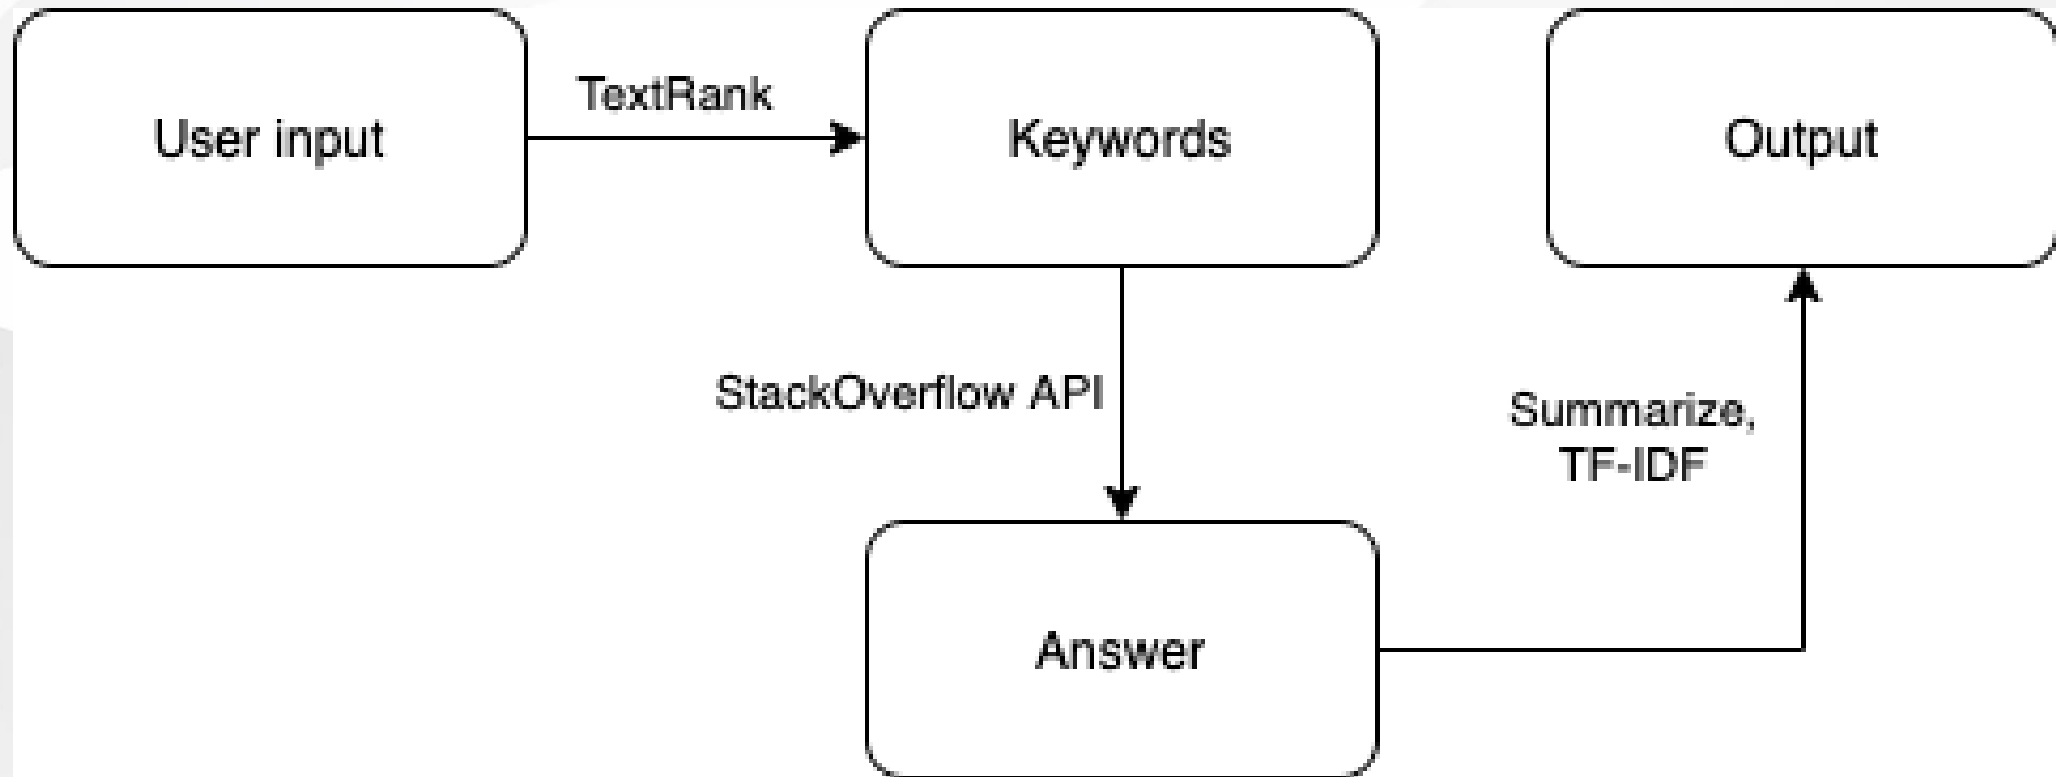 User input
TextRank
Keywords
Output
StackOverflow API
Summarize,
TF-IDF
Answer